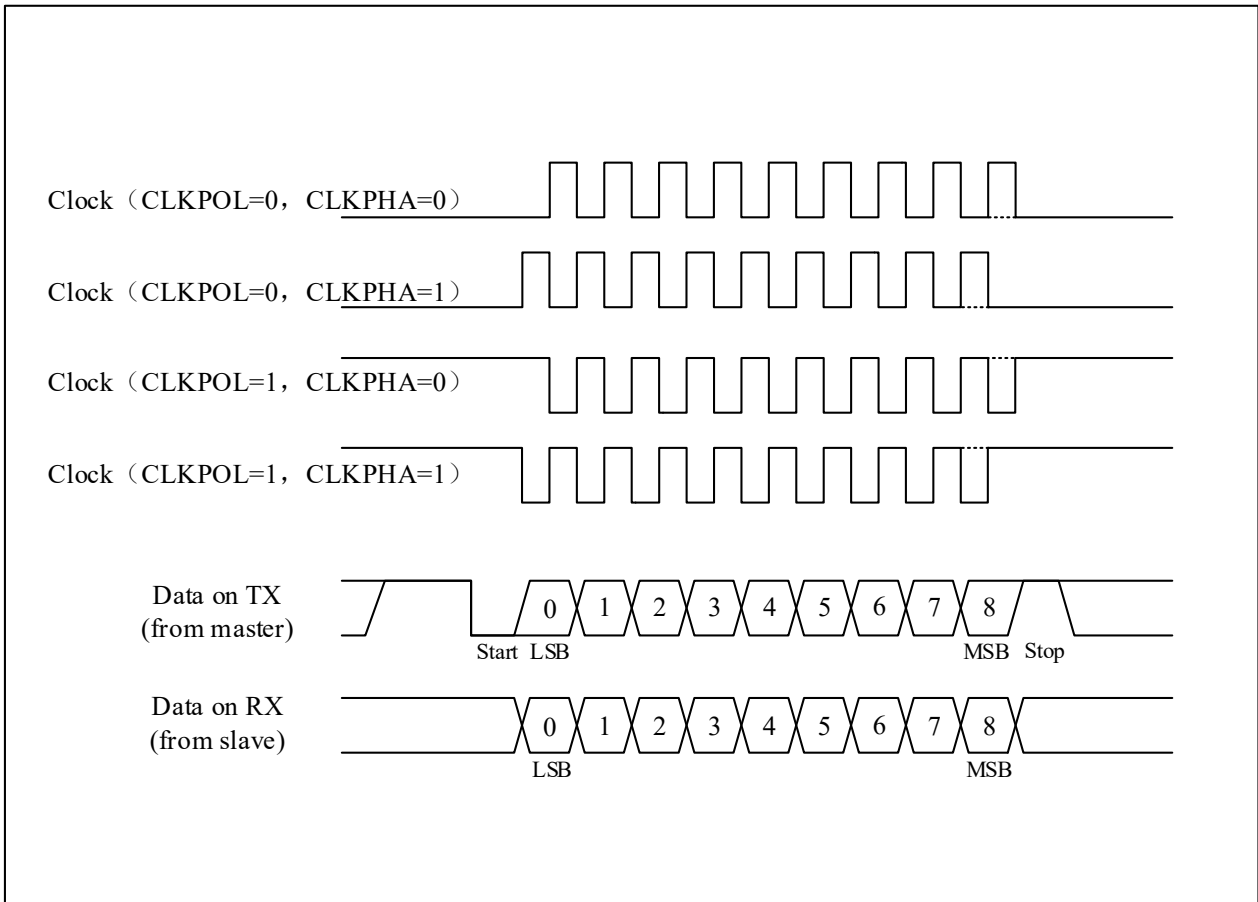 Clock（CLKPOL=0，CLKPHA=0）
Clock（CLKPOL=0，CLKPHA=1）
Clock（CLKPOL=1，CLKPHA=0）
Clock（CLKPOL=1，CLKPHA=1）
Data on TX
(from master)
0 1 2 3 4 5 6 7 8
Start LSB MSB Stop
Data on RX
(from slave)
0 1 2 3 4 5 6 7 8
LSB MSB